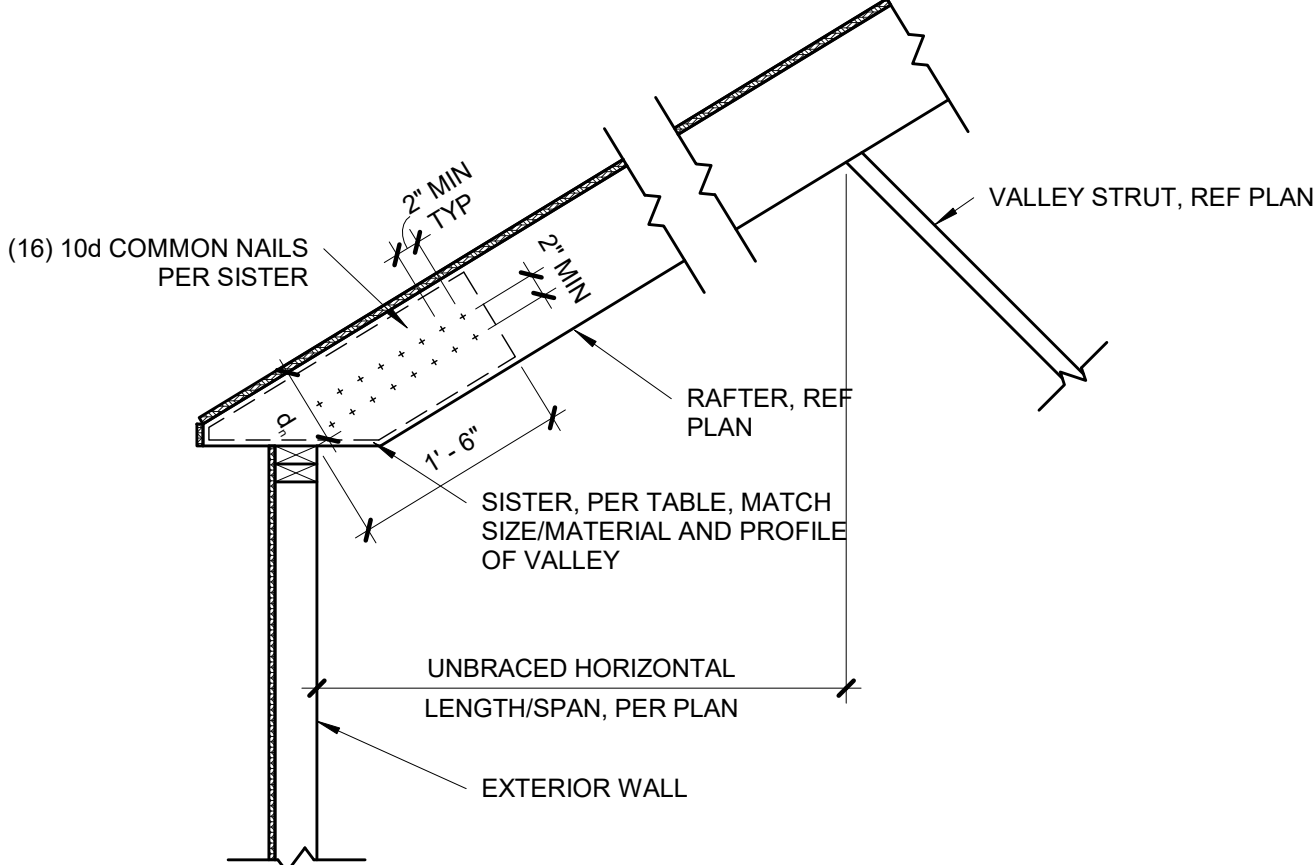 2" MIN
TYP
(16) 10d COMMON NAILS
PER SISTER
2" MIN
VALLEY STRUT, REF PLAN
dn
1' - 6"
RAFTER, REF
PLAN
SISTER, PER TABLE, MATCH
SIZE/MATERIAL AND PROFILE
OF VALLEY
UNBRACED HORIZONTAL
LENGTH/SPAN, PER PLAN
EXTERIOR WALL